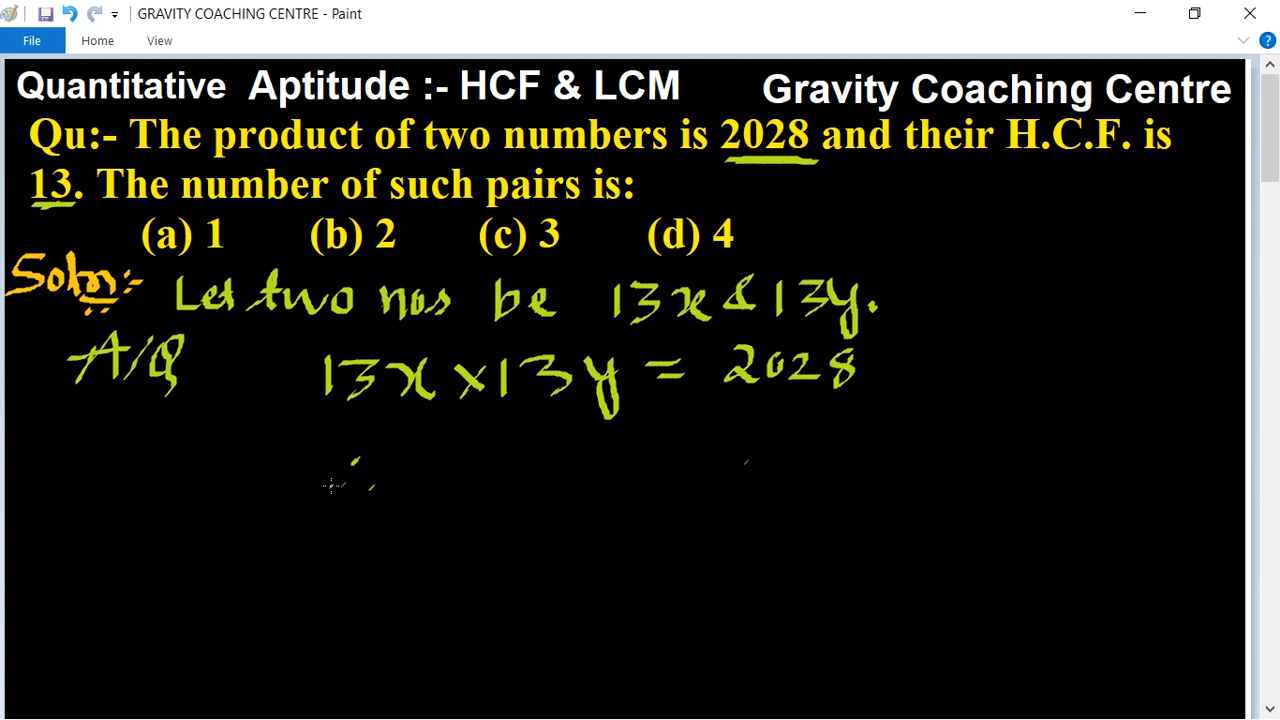 GRAVITY COACHING CENTRE - Paint
File Home View
Quantitative Aptitude :- HCF & LCM Gravity Coaching Centre
Qu:- The product of two numbers is 2028 and their H.C.F. is
13. The number of such pairs is:
(a) 1 (b) 2 (c) 3 (d) 4
Soln:- Let two nos be 13x & 13y.
A/Q 13x × 13y = 2028
∴